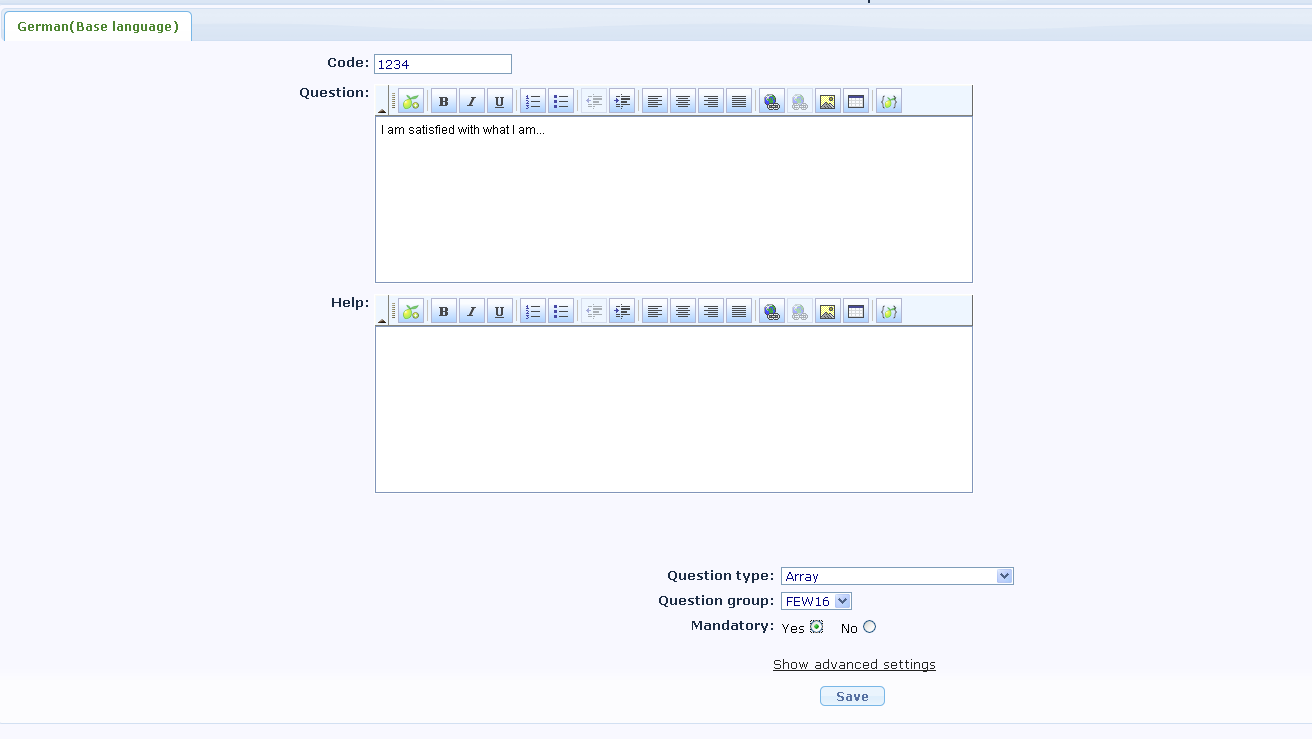 German(Base language)
Code: 1234
Question:
B I U
I am satisfied with what I am...
Help:
B I U
Question type: Array
Question group: FEW16
Mandatory: Yes No
Show advanced settings
Save